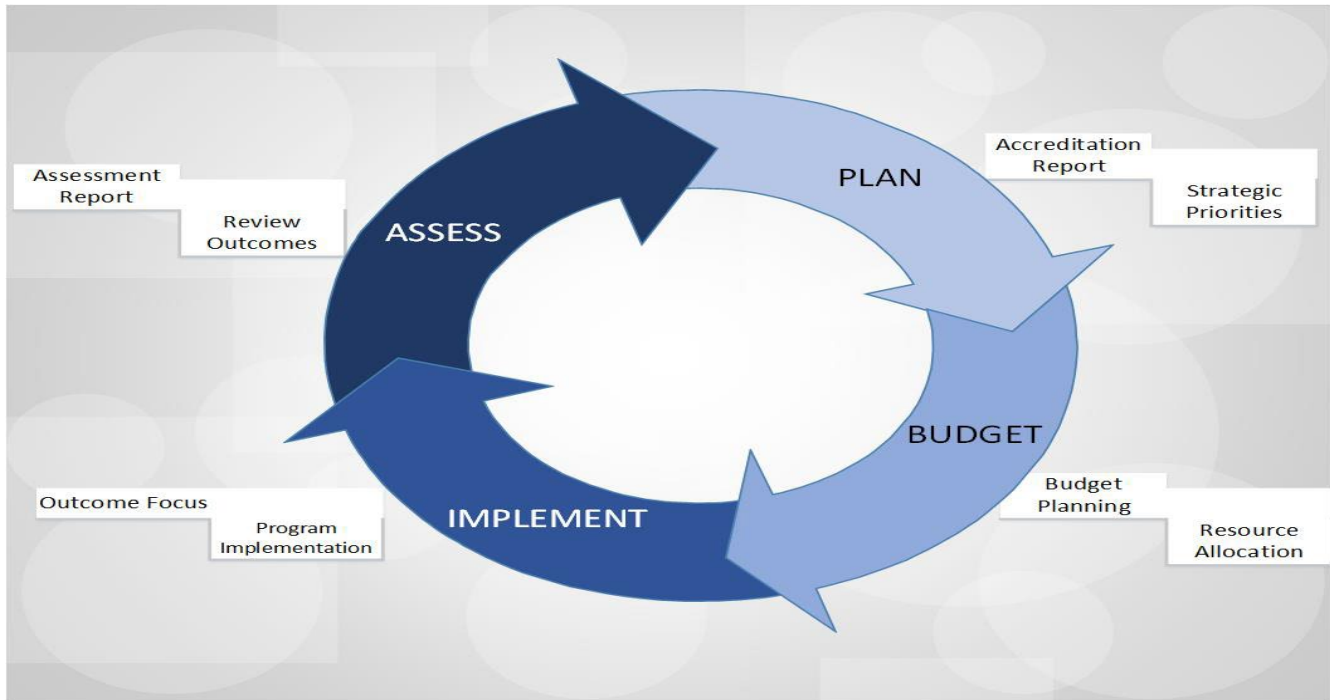 Accreditation
Report
Strategic
Priorities
PLAN
Assessment
Report
Review
Outcomes
ASSESS
BUDGET
Budget
Planning
Resource
Allocation
Outcome Focus
Program
Implementation
IMPLEMENT